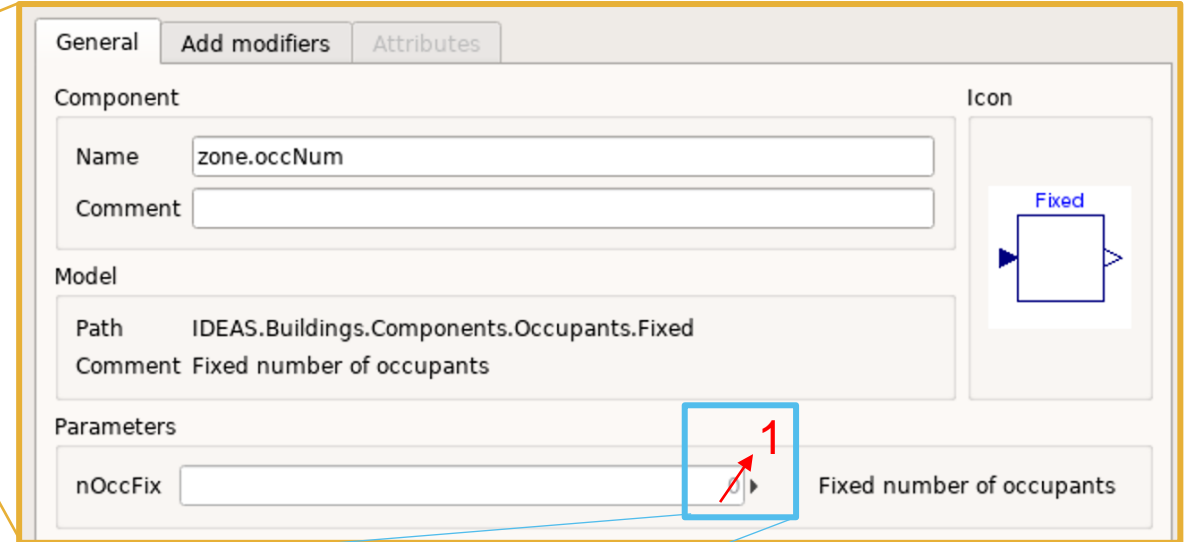 General Add modifiers Attributes
Component Icon
Name zone.occNum
Comment
Fixed
Model
Path IDEAS.Buildings.Components.Occupants.Fixed
Comment Fixed number of occupants
Parameters
1
nOccFix 0 Fixed number of occupants